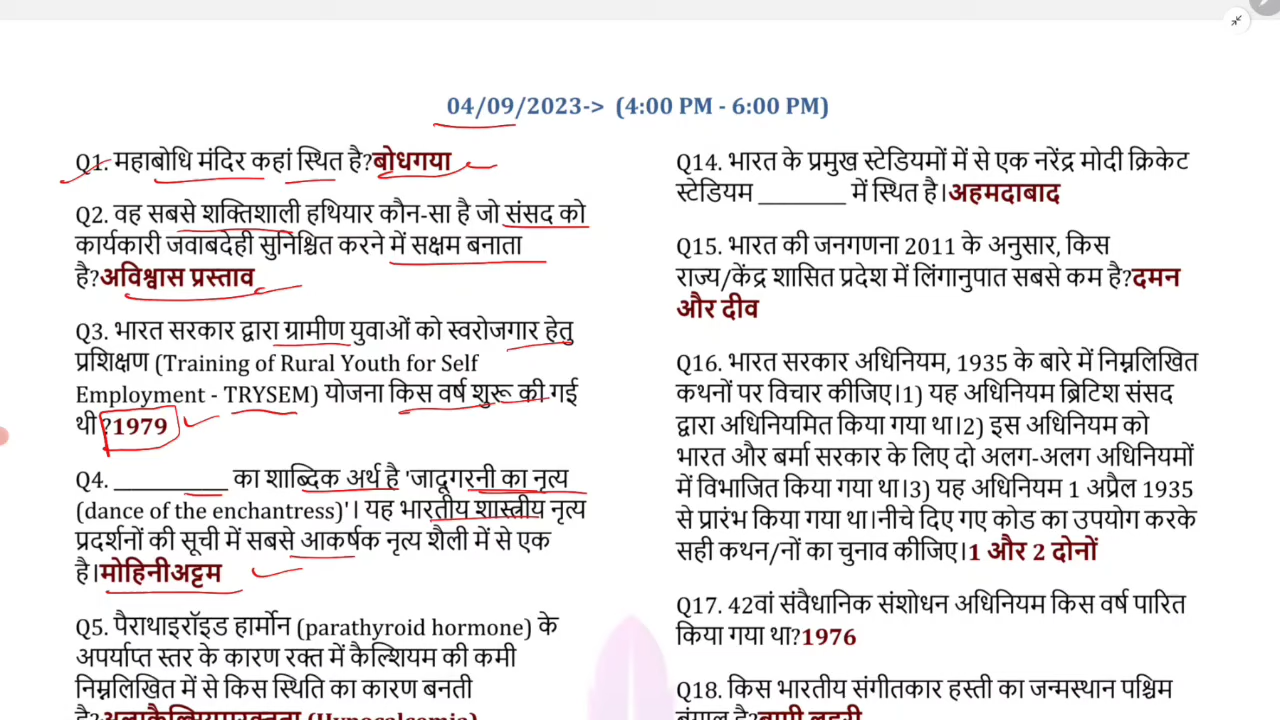 04/09/2023-> (4:00 PM - 6:00 PM)
Q1. महाबोधि मंदिर कहां स्थित है?बोधगया
Q2. वह सबसे शक्तिशाली हथियार कौन-सा है जो संसद को
कार्यकारी जवाबदेही सुनिश्चित करने में सक्षम बनाता
है?अविश्वास प्रस्ताव
Q3. भारत सरकार द्वारा ग्रामीण युवाओं को स्वरोजगार हेतु
प्रशिक्षण (Training of Rural Youth for Self
Employment - TRYSEM) योजना किस वर्ष शुरू की गई
थी ?1979
Q4. ____________ का शाब्दिक अर्थ है 'जादूगरनी का नृत्य
(dance of the enchantress)'। यह भारतीय शास्त्रीय नृत्य
प्रदर्शनों की सूची में सबसे आकर्षक नृत्य शैली में से एक
है।मोहिनीअट्टम
Q5. पैराथाइरॉइड हार्मोन (parathyroid hormone) के
अपर्याप्त स्तर के कारण रक्त में कैल्शियम की कमी
निम्नलिखित में से किस स्थिति का कारण बनती
है?अल्पकैल्सियमरक्तता (Hypocalcemia)
Q14. भारत के प्रमुख स्टेडियमों में से एक नरेंद्र मोदी क्रिकेट
स्टेडियम _________ में स्थित है।अहमदाबाद
Q15. भारत की जनगणना 2011 के अनुसार, किस
राज्य/केंद्र शासित प्रदेश में लिंगानुपात सबसे कम है?दमन
और दीव
Q16. भारत सरकार अधिनियम, 1935 के बारे में निम्नलिखित
कथनों पर विचार कीजिए।1) यह अधिनियम ब्रिटिश संसद
द्वारा अधिनियमित किया गया था।2) इस अधिनियम को
भारत और बर्मा सरकार के लिए दो अलग-अलग अधिनियमों
में विभाजित किया गया था।3) यह अधिनियम 1 अप्रैल 1935
से प्रारंभ किया गया था।नीचे दिए गए कोड का उपयोग करके
सही कथन/नों का चुनाव कीजिए।1 और 2 दोनों
Q17. 42वां संवैधानिक संशोधन अधिनियम किस वर्ष पारित
किया गया था?1976
Q18. किस भारतीय संगीतकार हस्ती का जन्मस्थान पश्चिम
बंगाल है?बाप्पी लहरी